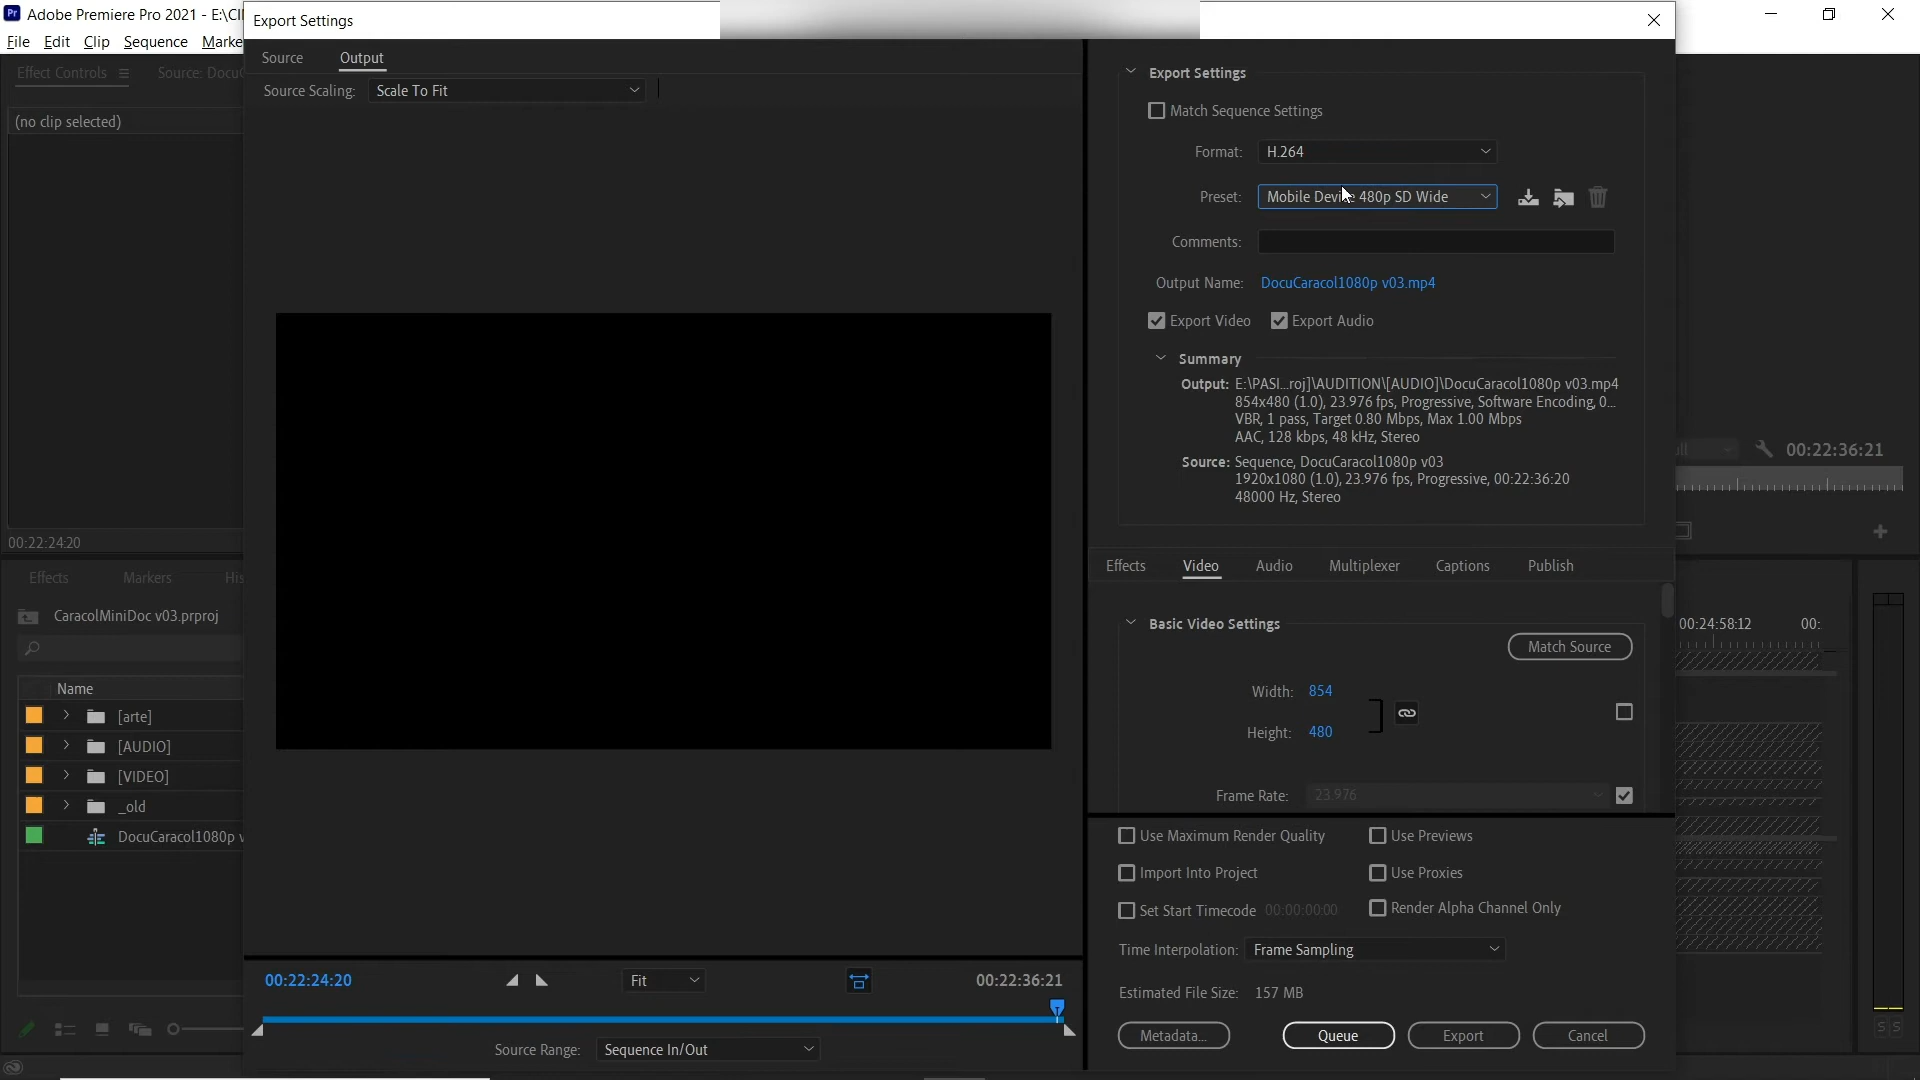 Pr Adobe Premiere Pro 2021 - E:\CI
File Edit Clip Sequence Marke
Effect Controls Source: Docu
(no clip selected)
00:22:24:20
Effects Markers His
CaracolMiniDoc v03.prproj
Name
[arte]
[AUDIO]
[VIDEO]
_old
DocuCaracol1080p v
Export Settings
Source Output
Source Scaling: Scale To Fit
00:22:24:20 Fit 00:22:36:21
Source Range: Sequence In/Out
Export Settings
Match Sequence Settings
Format: H.264
Preset: Mobile Device 480p SD Wide
Comments:
Output Name: DocuCaracol1080p v03.mp4
Export Video Export Audio
Summary
Output: E:\PASI...roj]\AUDITION\[AUDIO]\DocuCaracol1080p v03.mp4
854x480 (1.0), 23.976 fps, Progressive, Software Encoding, 0...
VBR, 1 pass, Target 0.80 Mbps, Max 1.00 Mbps
AAC, 128 kbps, 48 kHz, Stereo
Source: Sequence, DocuCaracol1080p v03
1920x1080 (1.0), 23.976 fps, Progressive, 00:22:36:20
48000 Hz, Stereo
Effects Video Audio Multiplexer Captions Publish
Basic Video Settings
Match Source
Width: 854
Height: 480
Frame Rate: 23.976
Use Maximum Render Quality Use Previews
Import Into Project Use Proxies
Set Start Timecode 00:00:00:00 Render Alpha Channel Only
Time Interpolation: Frame Sampling
Estimated File Size: 157 MB
Metadata... Queue Export Cancel
00:22:36:21
00:24:58:12 00:
S S